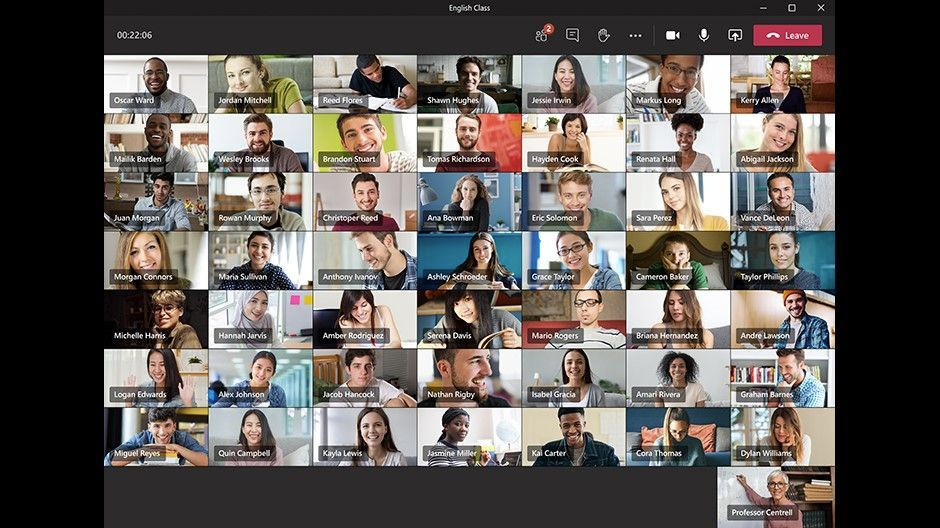 English Class
00:22:06
2
Leave
Oscar Ward
Jordan Mitchell
Reed Flores
Shawn Hughes
Jessie Irwin
Markus Long
Kerry Allen
Mailik Barden
Wesley Brooks
Brandon Stuart
Tomas Richardson
Hayden Cook
Renata Hall
Abigail Jackson
Juan Morgan
Rowan Murphy
Christoper Reed
Ana Bowman
Eric Solomon
Sara Perez
Vance DeLeon
Morgan Connors
Maria Sullivan
Anthony Ivanov
Ashley Schroeder
Grace Taylor
Cameron Baker
Taylor Phillips
Michelle Harris
Hannah Jarvis
Amber Rodriguez
Serena Davis
Mario Rogers
Briana Hernandez
Andre Lawson
Logan Edwards
Alex Johnson
Jacob Hancock
Nathan Rigby
Isabel Gracia
Amari Rivera
Graham Barnes
Miguel Reyes
Quin Campbell
Kayla Lewis
Jasmine Miller
Kai Carter
Cora Thomas
Dylan Williams
Professor Centrell